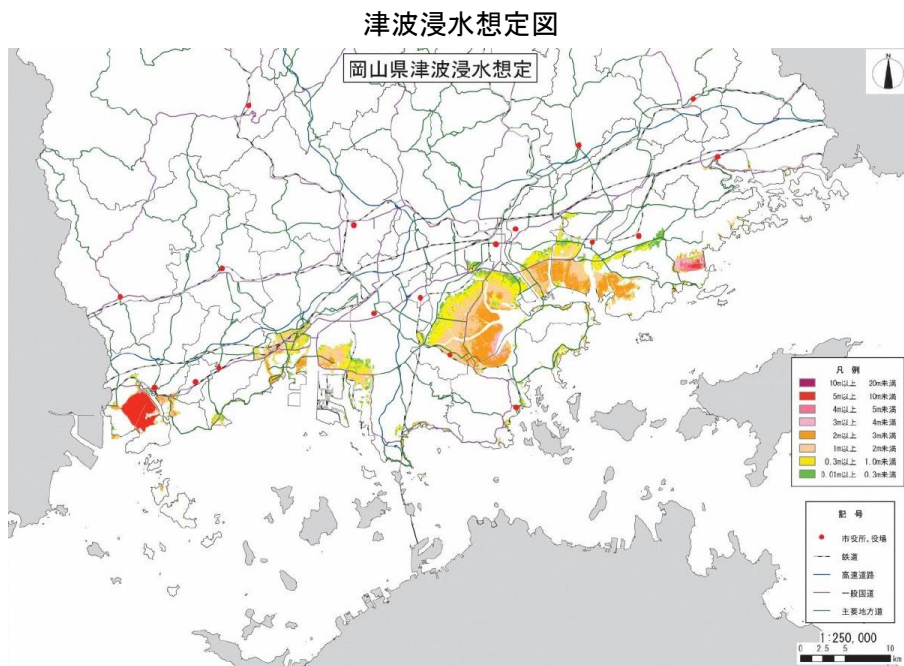 津波浸水想定図
岡山県津波浸水想定
N
凡 例
10m以上 20m未満
5m以上 10m未満
4m以上 5m未満
3m以上 4m未満
2m以上 3m未満
1m以上 2m未満
0.3m以上 1.0m未満
0.01m以上 0.3m未満
記 号
市役所、役場
鉄道
高速道路
一般国道
主要地方道
1:250,000
0 2.5 5 10
km